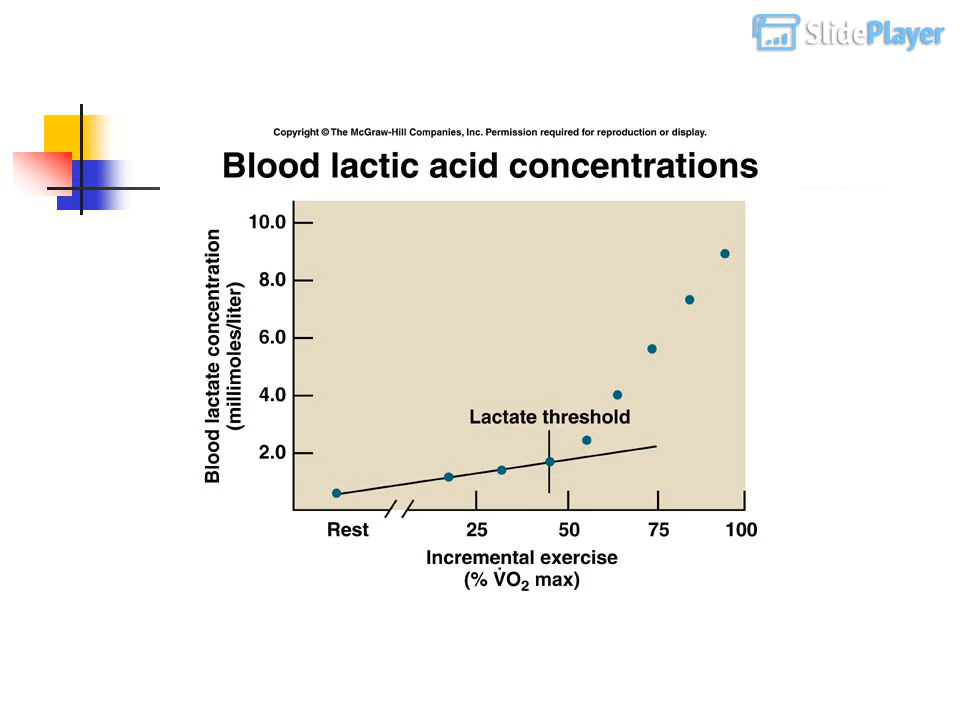 SlidePlayer
Copyright © The McGraw-Hill Companies, Inc. Permission required for reproduction or display.
Blood lactic acid concentrations
Blood lactate concentration
(millimoles/liter)
10.0
8.0
6.0
4.0
2.0
Lactate threshold
Rest 25 50 75 100
Incremental exercise
(% V̇O₂ max)